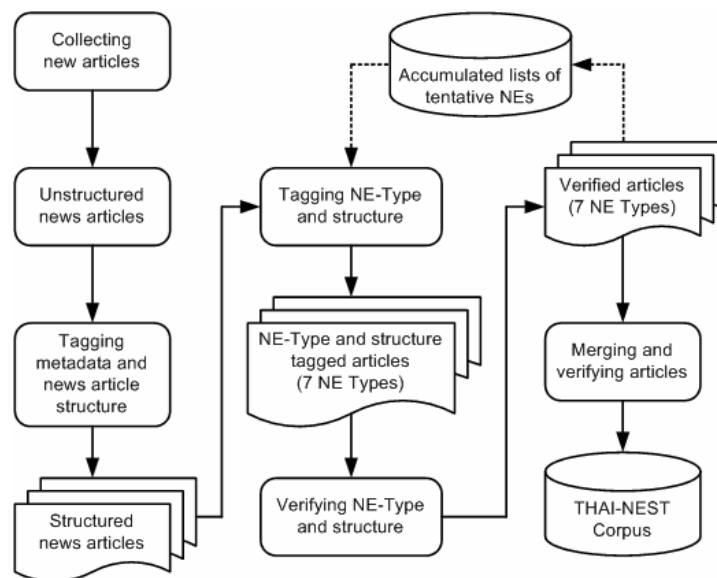 Collecting
new articles
Unstructured
news articles
Tagging
metadata and
news article
structure
Structured
news articles
Accumulated lists of
tentative NEs
Tagging NE-Type
and structure
NE-Type and structure
tagged articles
(7 NE Types)
Verifying NE-Type
and structure
Verified articles
(7 NE Types)
Merging and
verifying articles
THAI-NEST
Corpus